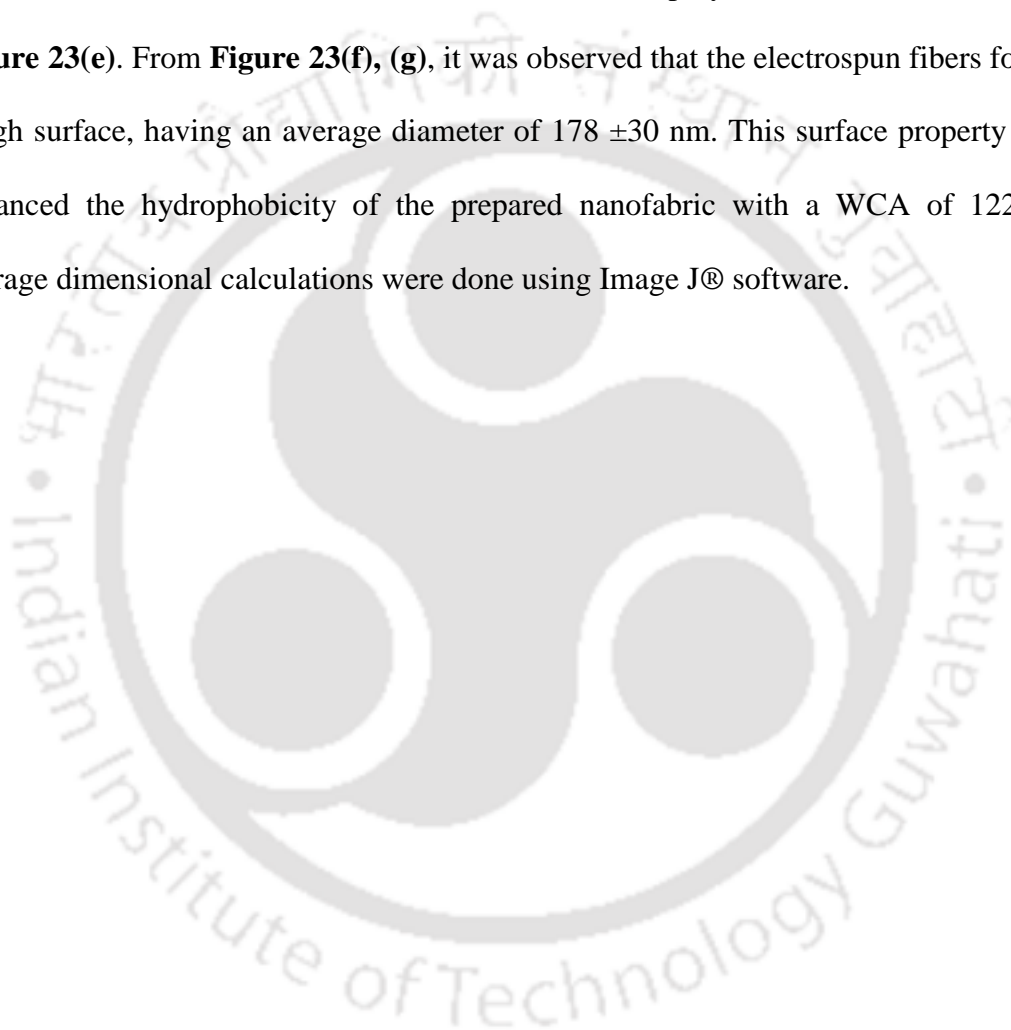 ure 23(e). From Figure 23(f), (g), it was observed that the electrospun fibers fo
gh surface, having an average diameter of 178 ±30 nm. This surface property
anced the hydrophobicity of the prepared nanofabric with a WCA of 122
rage dimensional calculations were done using Image J® software.
भारतीय प्रौद्योगिकी संस्थान गुवाहाटी
• Indian Institute of Technology Guwahati •